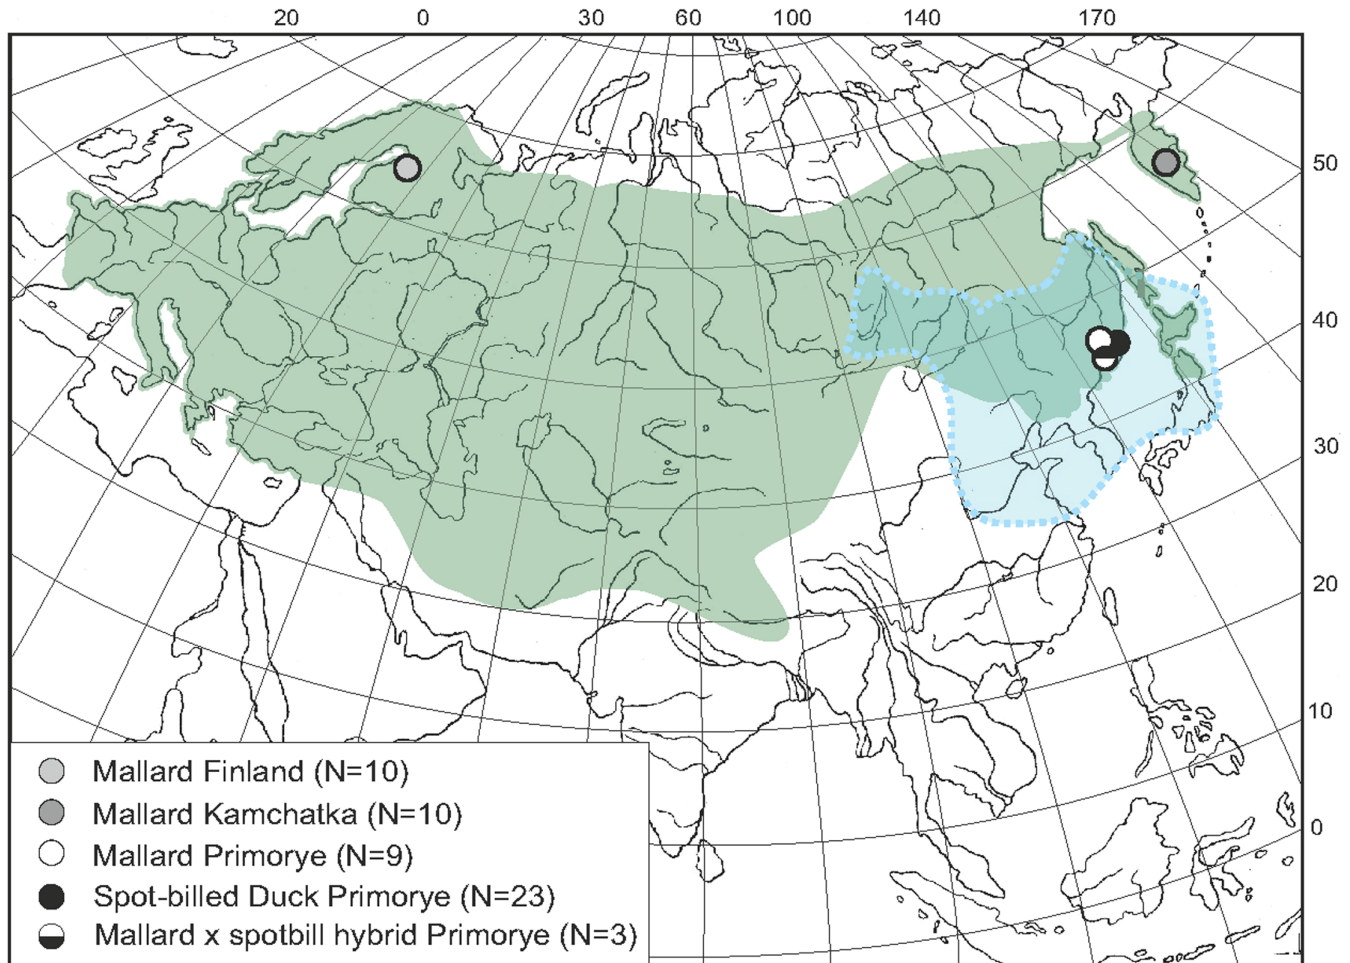 20 0 30 60 100 140 170
50
40
30
20
10
0
Mallard Finland (N=10)
Mallard Kamchatka (N=10)
Mallard Primorye (N=9)
Spot-billed Duck Primorye (N=23)
Mallard x spotbill hybrid Primorye (N=3)